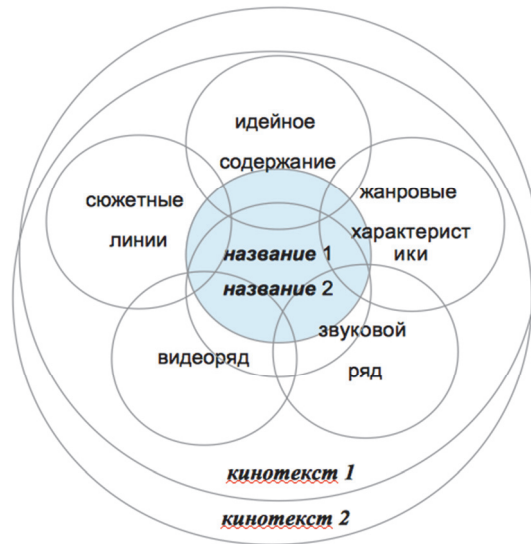 идейное
содержание
сюжетные
линии
жанровые
характерист
ики
название 1
название 2
видеоряд
звуковой
ряд
кинотекст 1
кинотекст 2